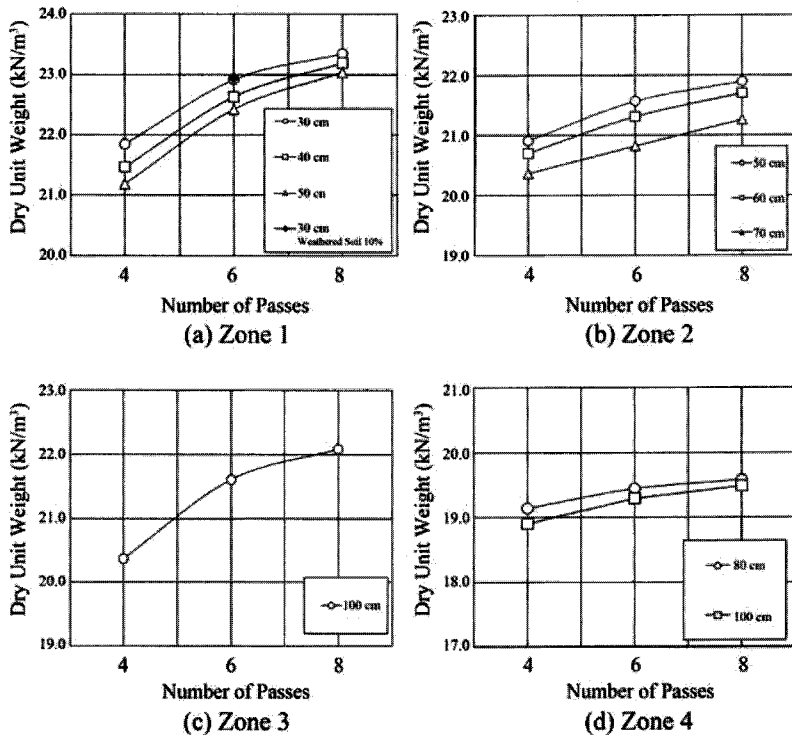 Dry Unit Weight (kN/m³)
24.0
23.0
22.0
21.0
20.0
30 cm
40 cm
50 cn
30 cm
Weathered Soil 10%
4 6 8
Number of Passes
(a) Zone 1
Dry Unit Weight (kN/m³)
23.0
22.0
21.0
20.0
19.0
50 cm
60 cm
70 cm
4 6 8
Number of Passes
(b) Zone 2
Dry Unit Weight (kN/m³)
23.0
22.0
21.0
20.0
19.0
100 cm
4 6 8
Number of Passes
(c) Zone 3
Dry Unit Weight (kN/m³)
21.0
20.0
19.0
18.0
17.0
80 cm
100 cm
4 6 8
Number of Passes
(d) Zone 4